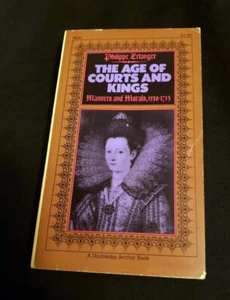 Philippe Erlanger
THE AGE OF
COURTS AND
KINGS
Manners and Morals, 1558-1715
A Doubleday Anchor Book